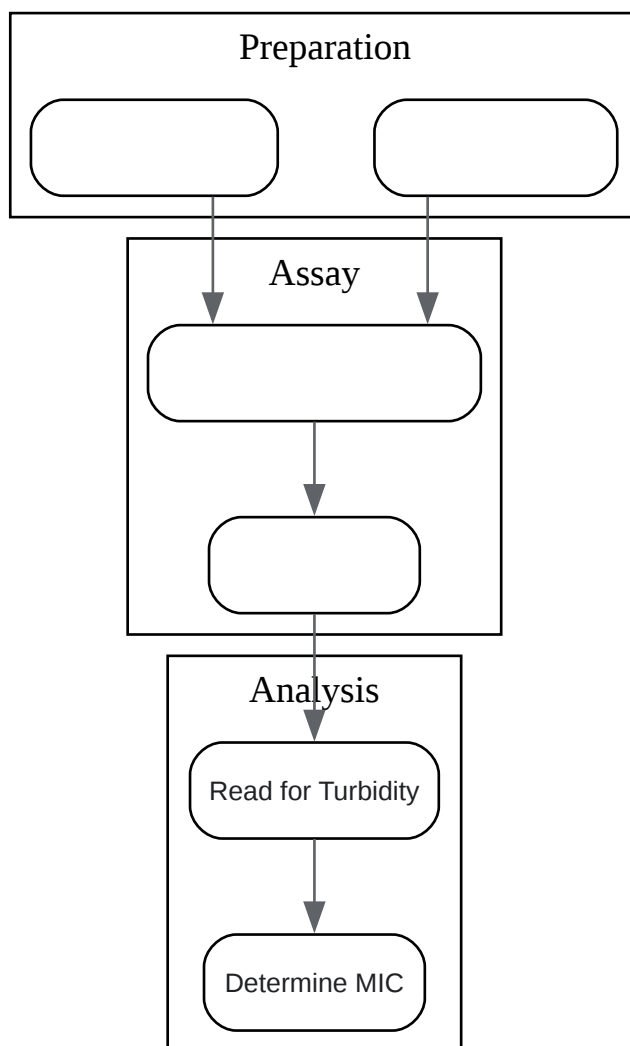 Preparation
Assay
Analysis
Read for Turbidity
Determine MIC